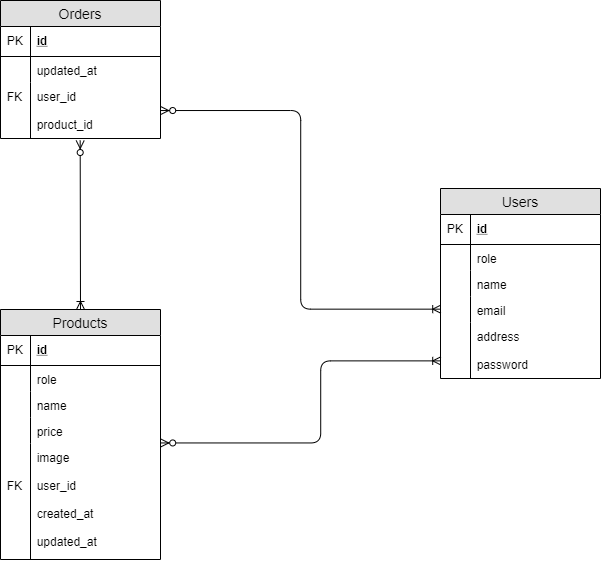 Orders
PK id
updated_at
FK user_id
product_id
Users
PK id
role
name
email
address
password
Products
PK id
role
name
price
image
FK user_id
created_at
updated_at